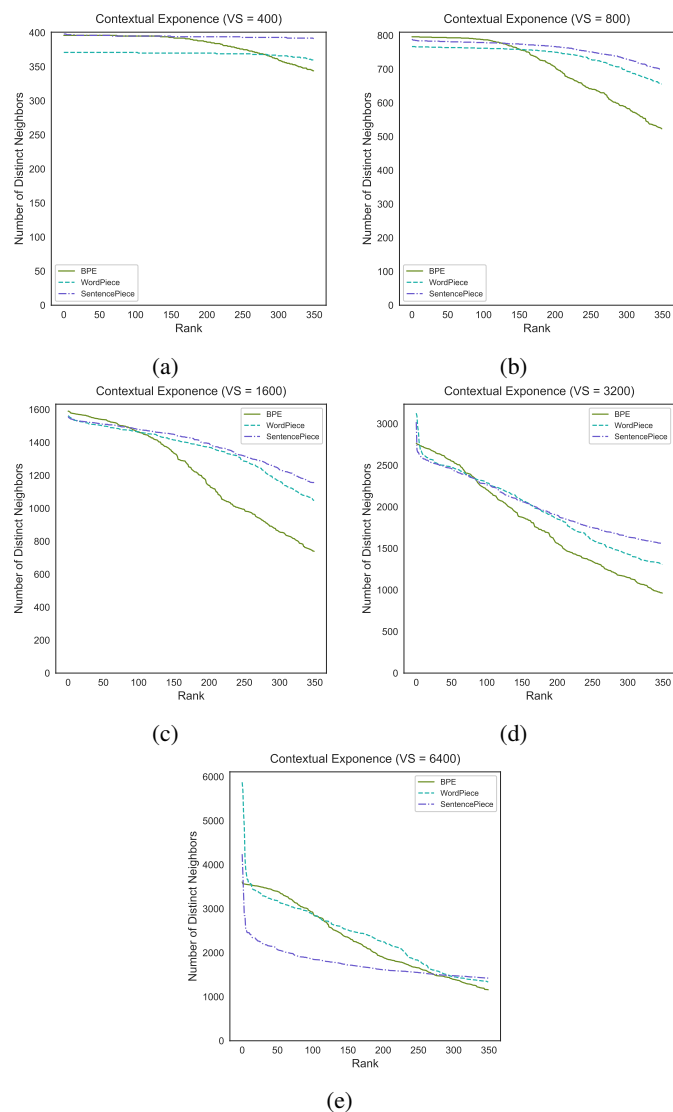 Contextual Exponence (VS = 400)
Number of Distinct Neighbors
400
350
300
250
200
150
100
50
0
BPE
WordPiece
SentencePiece
0 50 100 150 200 250 300 350
Rank
(a)
Contextual Exponence (VS = 800)
Number of Distinct Neighbors
800
700
600
500
400
300
200
100
0
BPE
WordPiece
SentencePiece
0 50 100 150 200 250 300 350
Rank
(b)
Contextual Exponence (VS = 1600)
Number of Distinct Neighbors
1600
1400
1200
1000
800
600
400
200
0
BPE
WordPiece
SentencePiece
0 50 100 150 200 250 300 350
Rank
(c)
Contextual Exponence (VS = 3200)
Number of Distinct Neighbors
3000
2500
2000
1500
1000
500
0
BPE
WordPiece
SentencePiece
0 50 100 150 200 250 300 350
Rank
(d)
Contextual Exponence (VS = 6400)
Number of Distinct Neighbors
6000
5000
4000
3000
2000
1000
0
BPE
WordPiece
SentencePiece
0 50 100 150 200 250 300 350
Rank
(e)